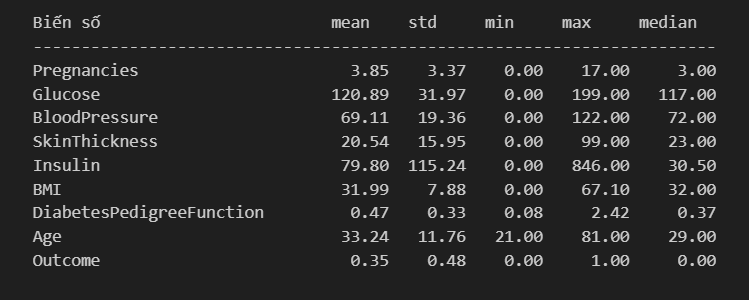 Biến số mean std min max median
----------------------------------------------------------------------
Pregnancies 3.85 3.37 0.00 17.00 3.00
Glucose 120.89 31.97 0.00 199.00 117.00
BloodPressure 69.11 19.36 0.00 122.00 72.00
SkinThickness 20.54 15.95 0.00 99.00 23.00
Insulin 79.80 115.24 0.00 846.00 30.50
BMI 31.99 7.88 0.00 67.10 32.00
DiabetesPedigreeFunction 0.47 0.33 0.08 2.42 0.37
Age 33.24 11.76 21.00 81.00 29.00
Outcome 0.35 0.48 0.00 1.00 0.00